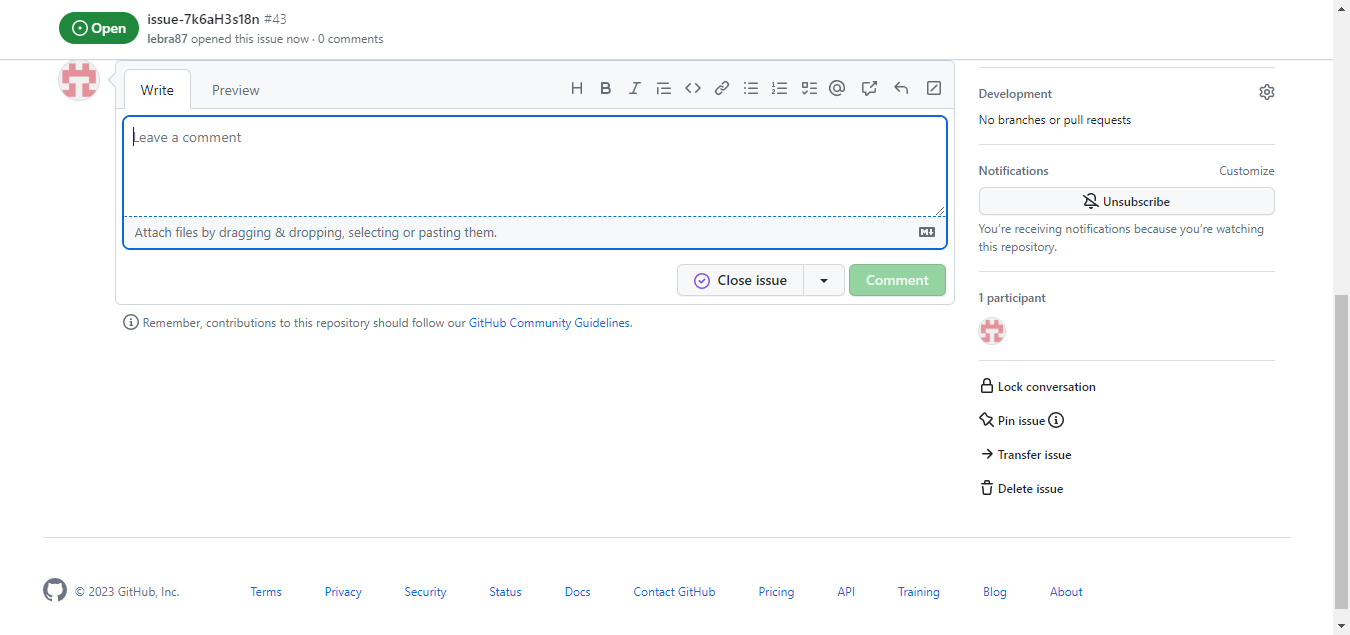 Open
issue-7k6aH3s18n #43
lebra87 opened this issue now · 0 comments
Write
Preview
Leave a comment
Attach files by dragging & dropping, selecting or pasting them.
Close issue
Comment
Remember, contributions to this repository should follow our GitHub Community Guidelines.
Development
No branches or pull requests
Notifications
Customize
Unsubscribe
You're receiving notifications because you're watching
this repository.
1 participant
Lock conversation
Pin issue
Transfer issue
Delete issue
© 2023 GitHub, Inc.
Terms
Privacy
Security
Status
Docs
Contact GitHub
Pricing
API
Training
Blog
About